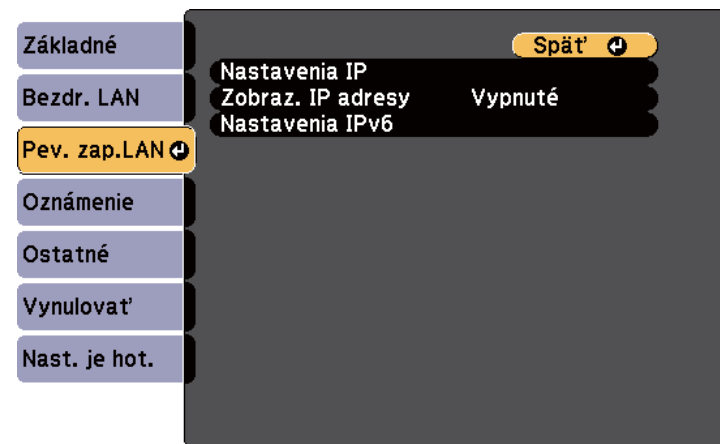 Základné
Bezdr. LAN
Pev. zap.LAN
Oznámenie
Ostatné
Vynulovať
Nast. je hot.
Späť
Nastavenia IP
Zobraz. IP adresy Vypnuté
Nastavenia IPv6